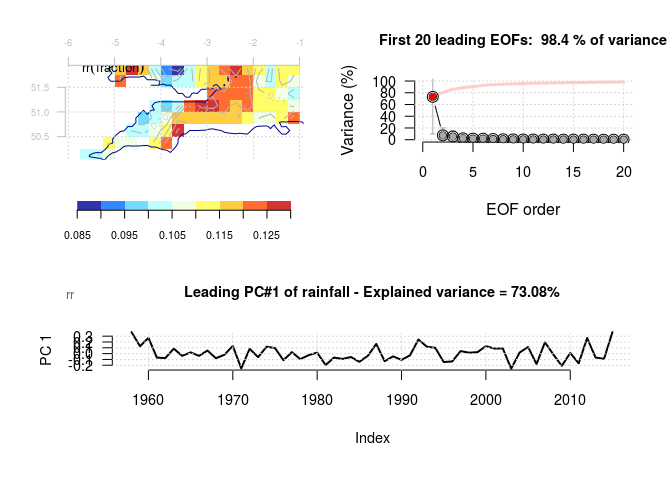 -6 -5 -4 -3 -2 -1
rr(fraction)
51.5
51.0
50.5
0.085 0.095 0.105 0.115 0.125
First 20 leading EOFs: 98.4 % of variance
Variance (%)
100
80
60
40
20
0
0 5 10 15 20
EOF order
rr
Leading PC#1 of rainfall - Explained variance = 73.08%
PC 1
0.3
0.0
-0.2
1960 1970 1980 1990 2000 2010
Index